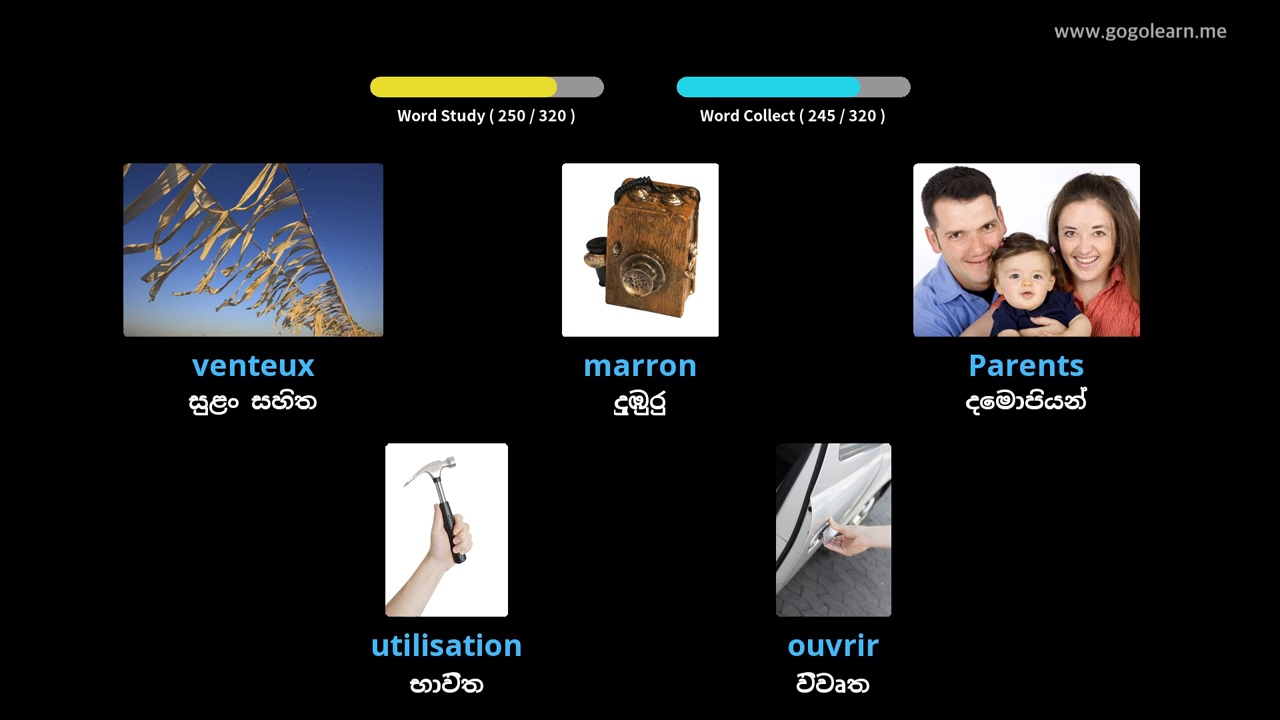 www.gogolearn.me
Word Study ( 250 / 320 )
Word Collect ( 245 / 320 )
venteux
marron
Parents
සුළං සහිත
දුඹුරු
දෙමාපියන්
utilisation
ouvrir
භාවිත
විවෘත